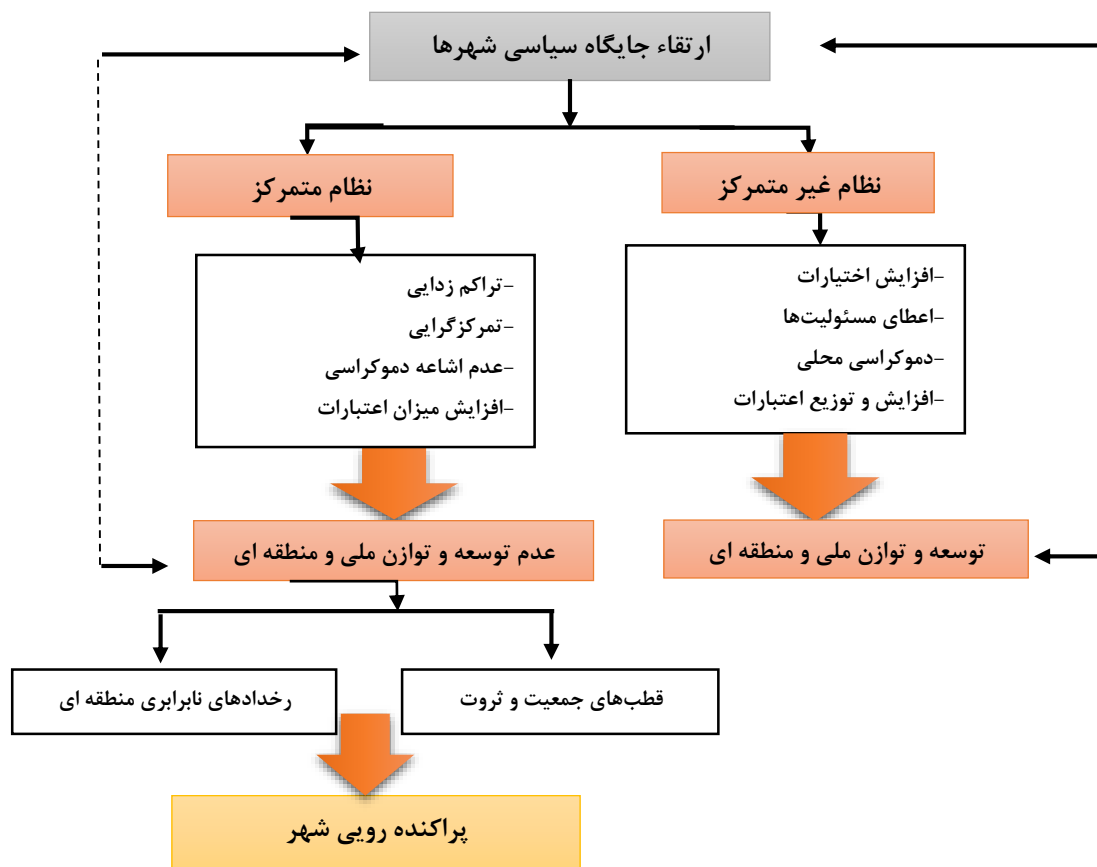 ارتقاء جایگاه سیاسی شهرها
نظام غیر متمرکز
نظام متمرکز
-افزایش اختیارات
-اعطای مسئولیت‌ها
-دموکراسی محلی
-افزایش و توزیع اعتبارات
-تراکم زدایی
-تمرکزگرایی
-عدم اشاعه دموکراسی
-افزایش میزان اعتبارات
توسعه و توازن ملی و منطقه ای
عدم توسعه و توازن ملی و منطقه ای
قطب‌های جمعیت و ثروت
رخدادهای نابرابری منطقه ای
پراکنده رویی شهر